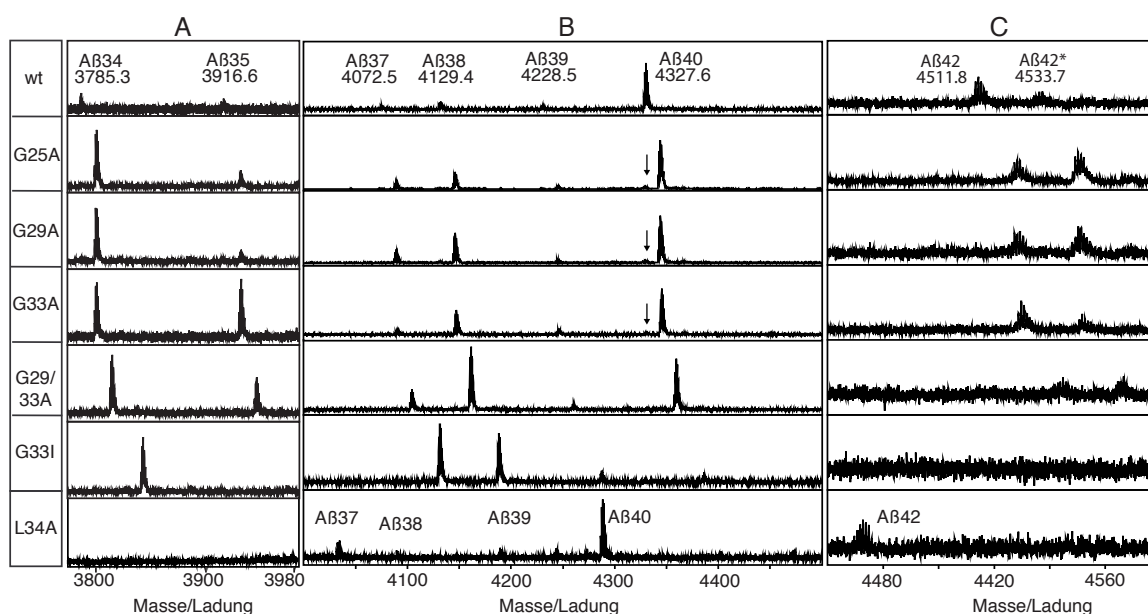 A B C
wt
Aß34 Aß35
3785.3 3916.6
Aß37 Aß38 Aß39 Aß40
4072.5 4129.4 4228.5 4327.6
Aß42 Aß42*
4511.8 4533.7
G25A
G29A
G33A
G29/
33A
G33I
L34A
Aß37 Aß38 Aß39 Aß40
Aß42
3800 3900 3980
4100 4200 4300 4400
4480 4420 4560
Masse/Ladung Masse/Ladung Masse/Ladung